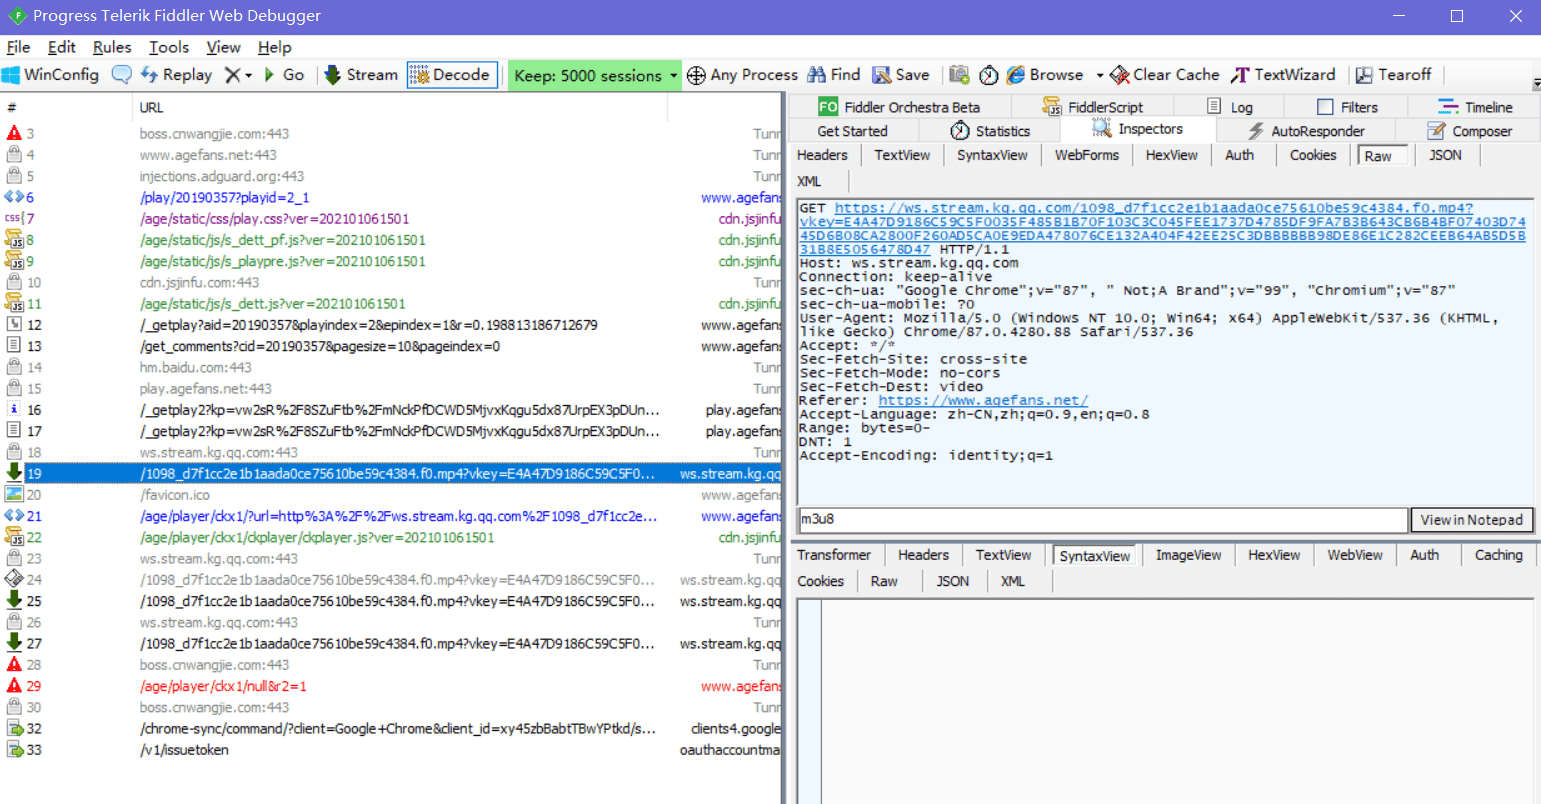 Progress Telerik Fiddler Web Debugger
File Edit Rules Tools View Help
WinConfig Replay Go Stream Decode Keep: 5000 sessions Any Process Find Save Browse Clear Cache TextWizard Tearoff
# URL
3 boss.cnwangjie.com:443 Tunn
4 www.agefans.net:443 Tunn
5 injections.adguard.org:443 Tunn
6 /play/20190357?playid=2_1 www.agefans
css 7 /age/static/css/play.css?ver=202101061501 cdn.jsjinfu
JS 8 /age/static/js/s_dett_pf.js?ver=202101061501 cdn.jsjinfu.
JS 9 /age/static/js/s_playpre.js?ver=202101061501 cdn.jsjinfu.
10 cdn.jsjinfu.com:443 Tunn
JS 11 /age/static/js/s_dett.js?ver=202101061501 cdn.jsjinfu.
12 /_getplay?aid=20190357&playindex=2&epindex=1&r=0.198813186712679 www.agefans
13 /get_comments?cid=20190357&pagesize=10&pageindex=0 www.agefans
14 hm.baidu.com:443 Tunn
15 play.agefans.net:443 Tunn
16 /_getplay2?kp=vw2sR%2F8SZuFtb%2FmNckPfDCWD5MjvxKqgu5dx87UrpEX3pDUn... play.agefans
17 /_getplay2?kp=vw2sR%2F8SZuFtb%2FmNckPfDCWD5MjvxKqgu5dx87UrpEX3pDUn... play.agefans
18 ws.stream.kg.qq.com:443 Tunn
19 /1098_d7f1cc2e1b1aada0ce75610be59c4384.f0.mp4?vkey=E4A47D9186C59C5F0... ws.stream.kg.qq
20 /favicon.ico www.agefans
21 /age/player/ckx1/?url=http%3A%2F%2Fws.stream.kg.qq.com%2F1098_d7f1cc2e... www.agefans
JS 22 /age/player/ckx1/ckplayer/ckplayer.js?ver=202101061501 cdn.jsjinfu.
23 ws.stream.kg.qq.com:443 Tunn
24 /1098_d7f1cc2e1b1aada0ce75610be59c4384.f0.mp4?vkey=E4A47D9186C59C5F0... ws.stream.kg.qq
25 /1098_d7f1cc2e1b1aada0ce75610be59c4384.f0.mp4?vkey=E4A47D9186C59C5F0... ws.stream.kg.qq
26 ws.stream.kg.qq.com:443 Tunn
27 /1098_d7f1cc2e1b1aada0ce75610be59c4384.f0.mp4?vkey=E4A47D9186C59C5F0... ws.stream.kg.qq
28 boss.cnwangjie.com:443 Tunn
29 /age/player/ckx1/null&r2=1 www.agefans
30 boss.cnwangjie.com:443 Tunn
32 /chrome-sync/command/?client=Google+Chrome&client_id=xy45zbBabtTBwYPtkd/s... clients4.google
33 /v1/issuetoken oauthaccountma
FO Fiddler Orchestra Beta FiddlerScript Log Filters Timeline
Get Started Statistics Inspectors AutoResponder Composer
Headers TextView SyntaxView WebForms HexView Auth Cookies Raw JSON
XML
GET https://ws.stream.kg.qq.com/1098_d7f1cc2e1b1aada0ce75610be59c4384.f0.mp4?
vkey=E4A47D9186C59C5F0035F485B1B70F103C3C045FEE1737D4785DF9FA7B3B643CB6B4BF07403D74
45D6B08CA2800F260AD5CA0E9EDA478076CE132A404F42EE25C3DBBBBBB98DE86E1C282CEEB64AB5D5B
31B8E5056478D47 HTTP/1.1
Host: ws.stream.kg.qq.com
Connection: keep-alive
sec-ch-ua: "Google Chrome";v="87", " Not;A Brand";v="99", "Chromium";v="87"
sec-ch-ua-mobile: ?0
User-Agent: Mozilla/5.0 (Windows NT 10.0; Win64; x64) AppleWebKit/537.36 (KHTML,
like Gecko) Chrome/87.0.4280.88 Safari/537.36
Accept: */*
Sec-Fetch-Site: cross-site
Sec-Fetch-Mode: no-cors
Sec-Fetch-Dest: video
Referer: https://www.agefans.net/
Accept-Language: zh-CN,zh;q=0.9,en;q=0.8
Range: bytes=0-
DNT: 1
Accept-Encoding: identity;q=1
m3u8 View in Notepad
Transformer Headers TextView SyntaxView ImageView HexView WebView Auth Caching
Cookies Raw JSON XML